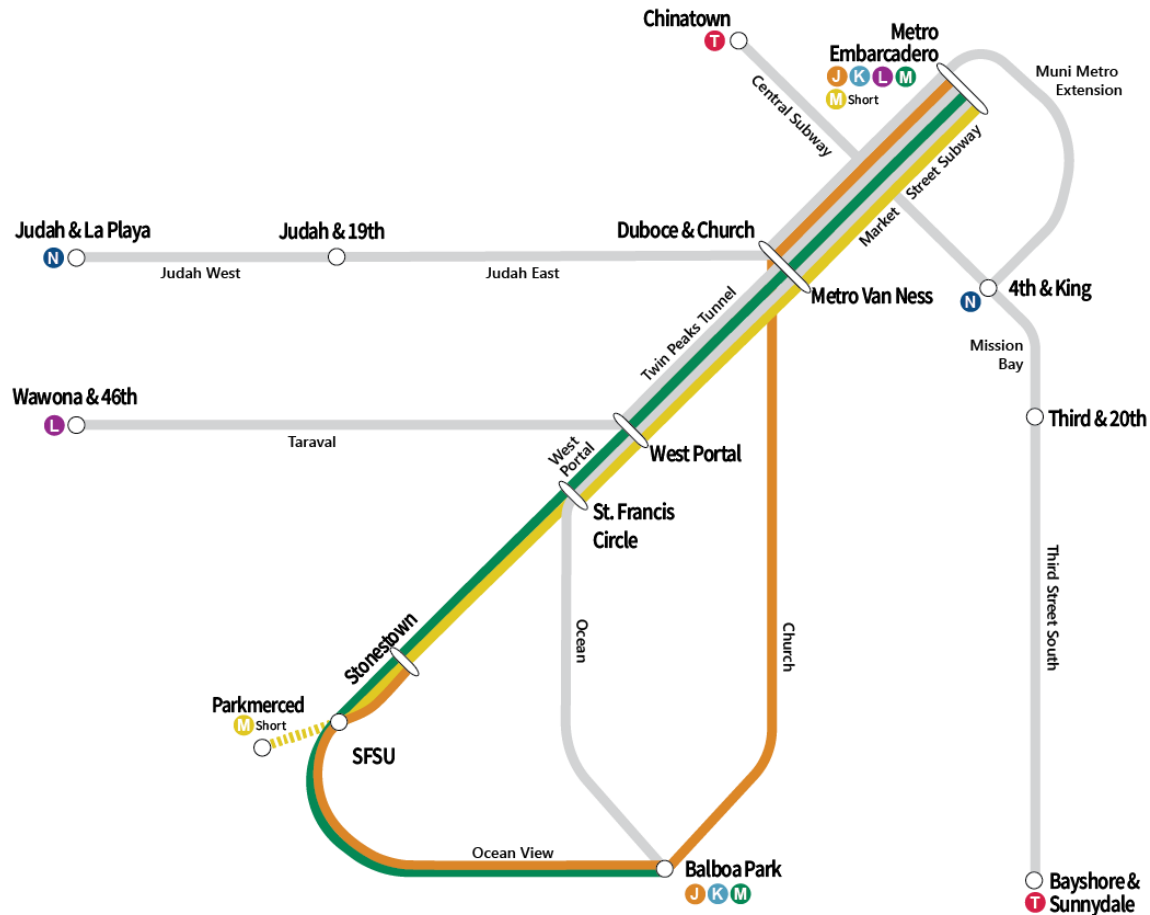 Chinatown
T
Metro
Embarcadero
J K L M
M Short
Muni Metro
Extension
Central Subway
Market Street Subway
Judah & La Playa
N
Judah & 19th
Duboce & Church
Judah West
Judah East
Metro Van Ness
4th & King
N
Twin Peaks Tunnel
Mission
Bay
Wawona & 46th
L
Taraval
Third & 20th
West
Portal
West Portal
St. Francis
Circle
Stonestown
Ocean
Church
Third Street South
Parkmerced
M Short
SFSU
Ocean View
Balboa Park
J K M
Bayshore &
T Sunnydale